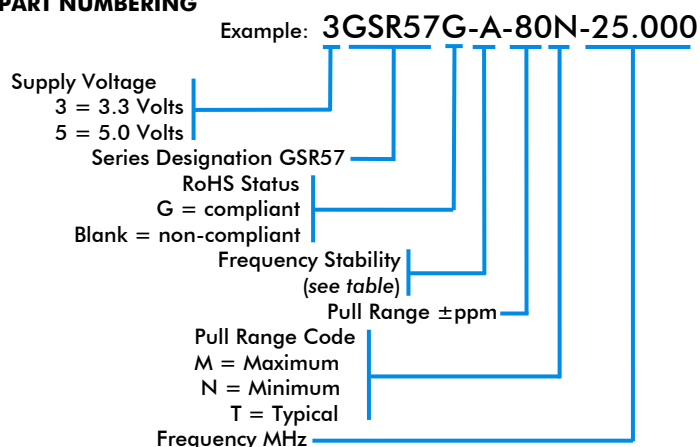 PART NUMBERING
Example: 3GSR57G-A-80N-25.000
Supply Voltage
3 = 3.3 Volts
5 = 5.0 Volts
Series Designation GSR57
RoHS Status
G = compliant
Blank = non-compliant
Frequency Stability
(see table)
Pull Range ±ppm
Pull Range Code
M = Maximum
N = Minimum
T = Typical
Frequency MHz